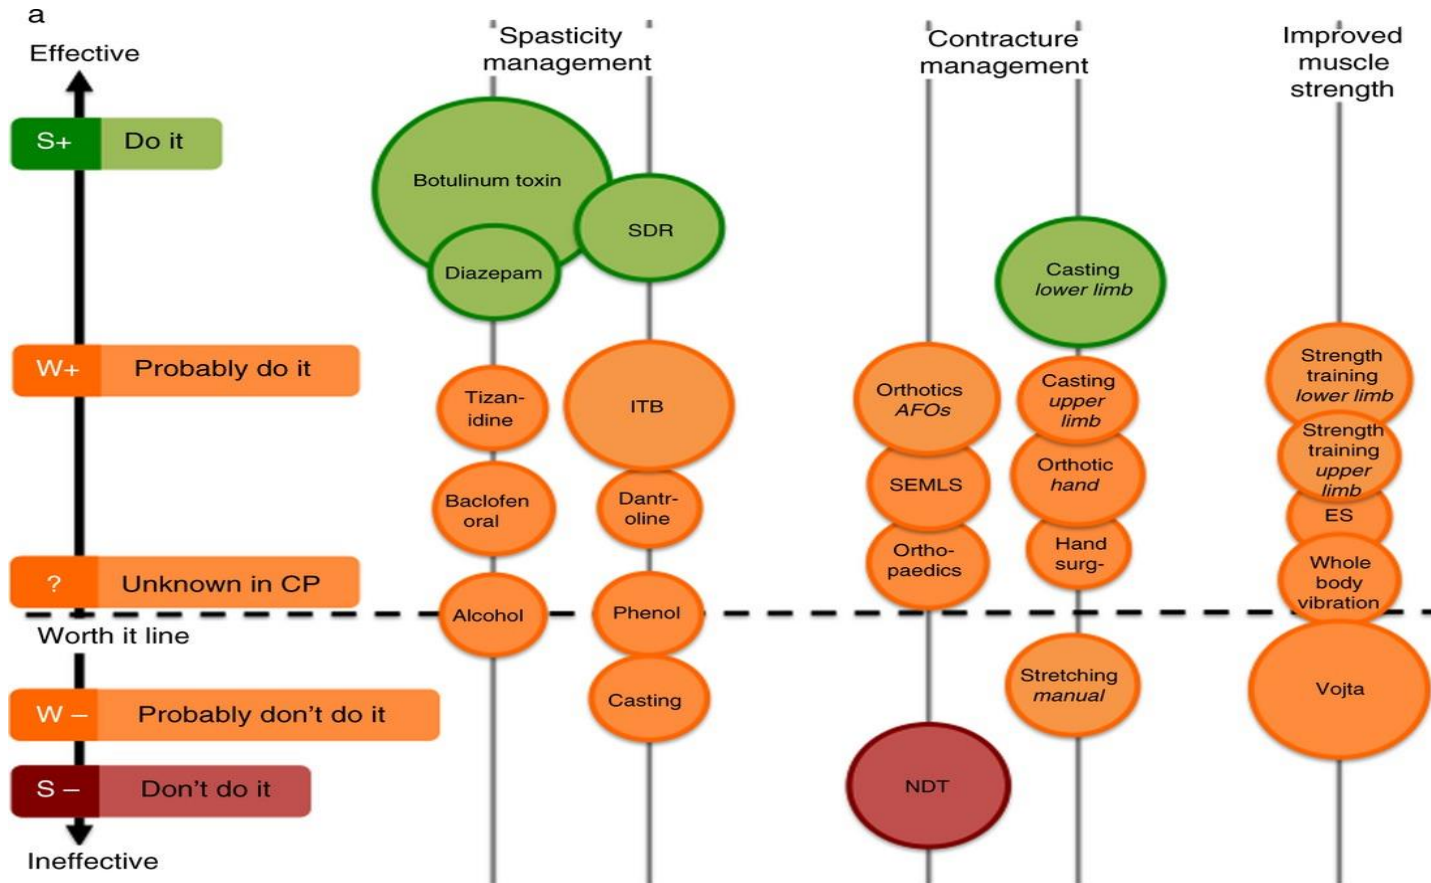 a
Effective
S+ Do it
W+ Probably do it
? Unknown in CP
Worth it line
W – Probably don't do it
S – Don't do it
Ineffective
Spasticity
management
Botulinum toxin
Diazepam
Tizan-
idine
Baclofen
oral
Alcohol
SDR
ITB
Dantr-
oline
Phenol
Casting
Contracture
management
Orthotics
AFOs
SEMLS
Ortho-
paedics
NDT
Casting
lower limb
Casting
upper
limb
Orthotic
hand
Hand
surg-
Stretching
manual
Improved
muscle
strength
Strength
training
lower limb
Strength
training
upper
limb
ES
Whole
body
vibration
Vojta